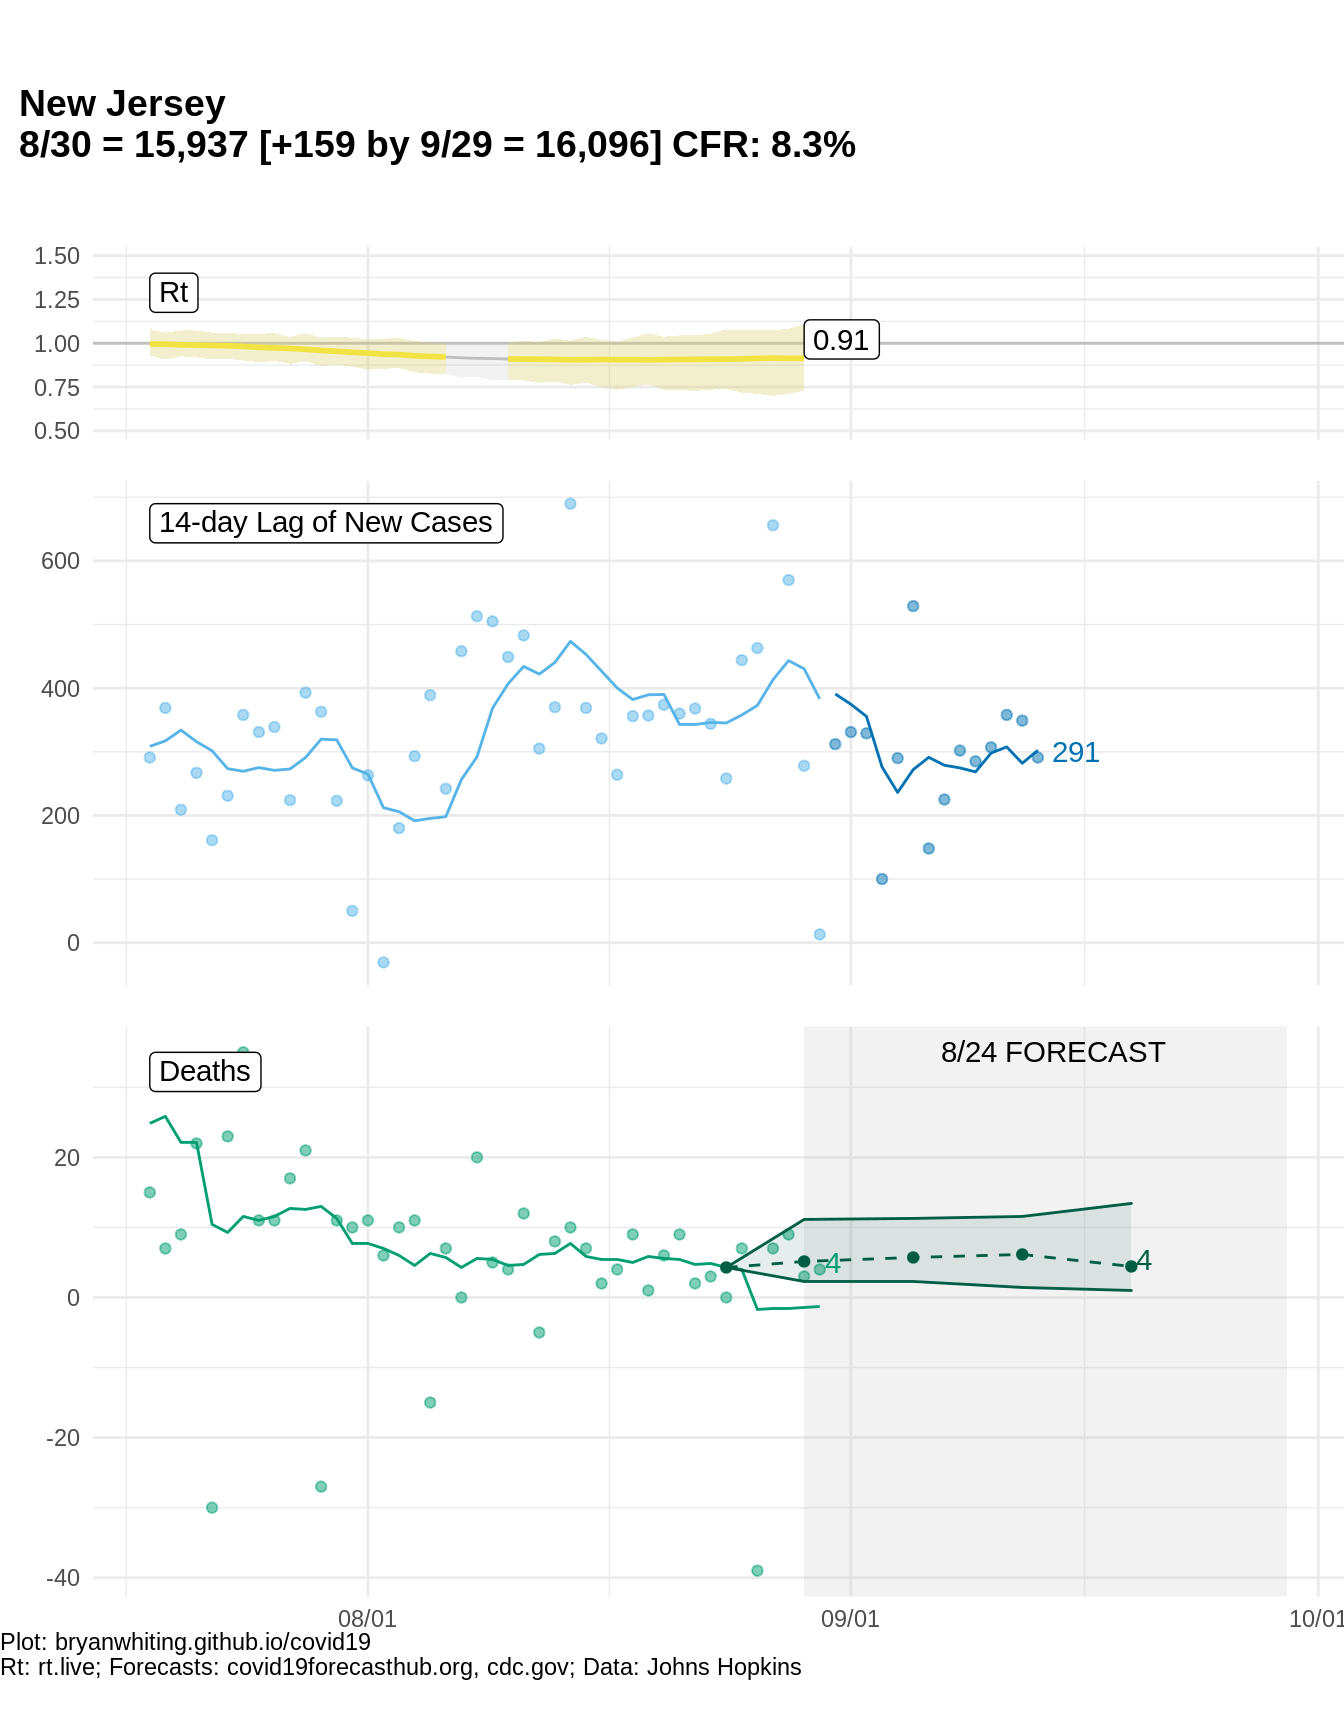 New Jersey
8/30 = 15,937 [+159 by 9/29 = 16,096] CFR: 8.3%
1.50
Rt
1.25
1.00
0.91
0.75
0.50
14-day Lag of New Cases
600
400
291
200
0
8/24 FORECAST
Deaths
20
4
4
0
-20
-40
08/01
09/01
10/01
Plot: bryanwhiting.github.io/covid19
Rt: rt.live; Forecasts: covid19forecasthub.org, cdc.gov; Data: Johns Hopkins